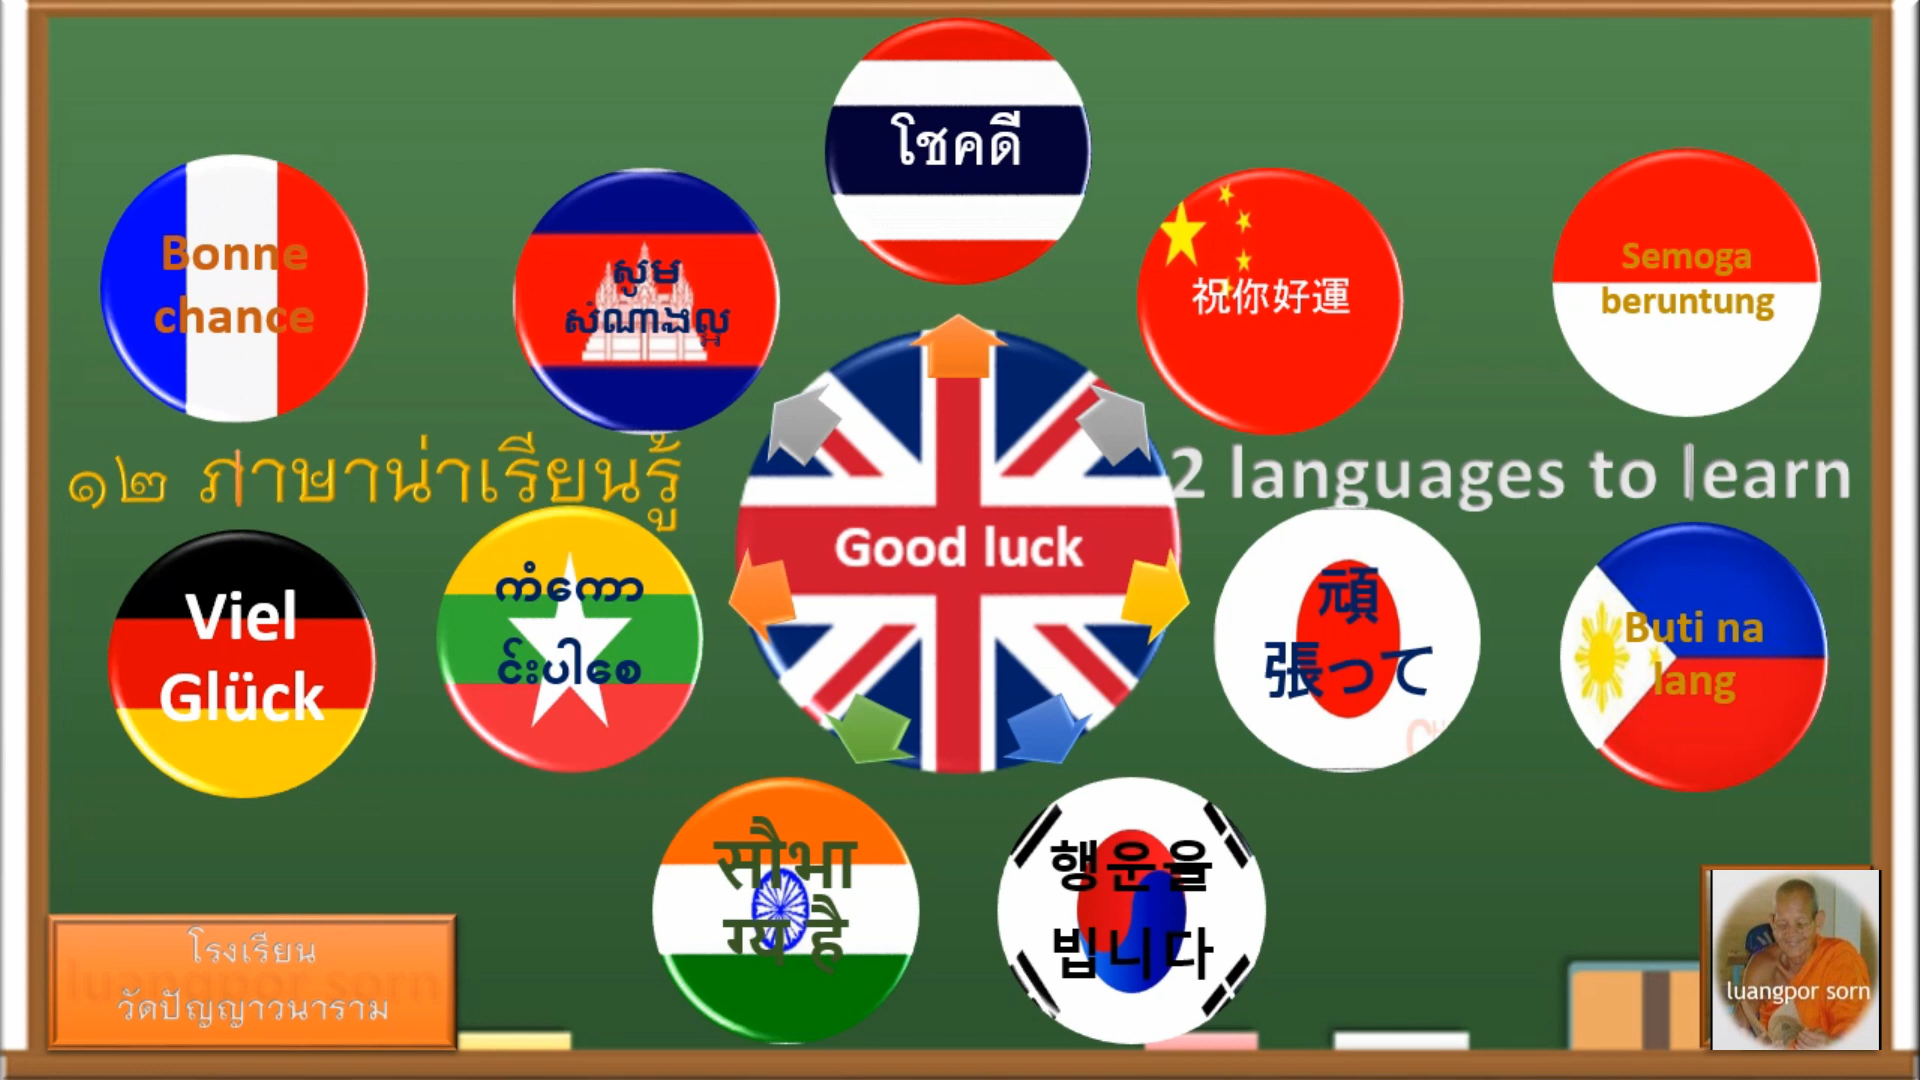 โชคดี
Bonne
chance
សូម
សំណាងល្អ
祝你好運
Semoga
beruntung
๑๒ ภาษาน่าเรียนรู้
2 languages to learn
Good luck
Viel
Glück
ကံကော
င်းပါစေ
頑
張って
Buti na
lang
सौभा
ग्य है
행운을
빕니다
โรงเรียน
วัดปัญญาวนาราม
luangpor sorn